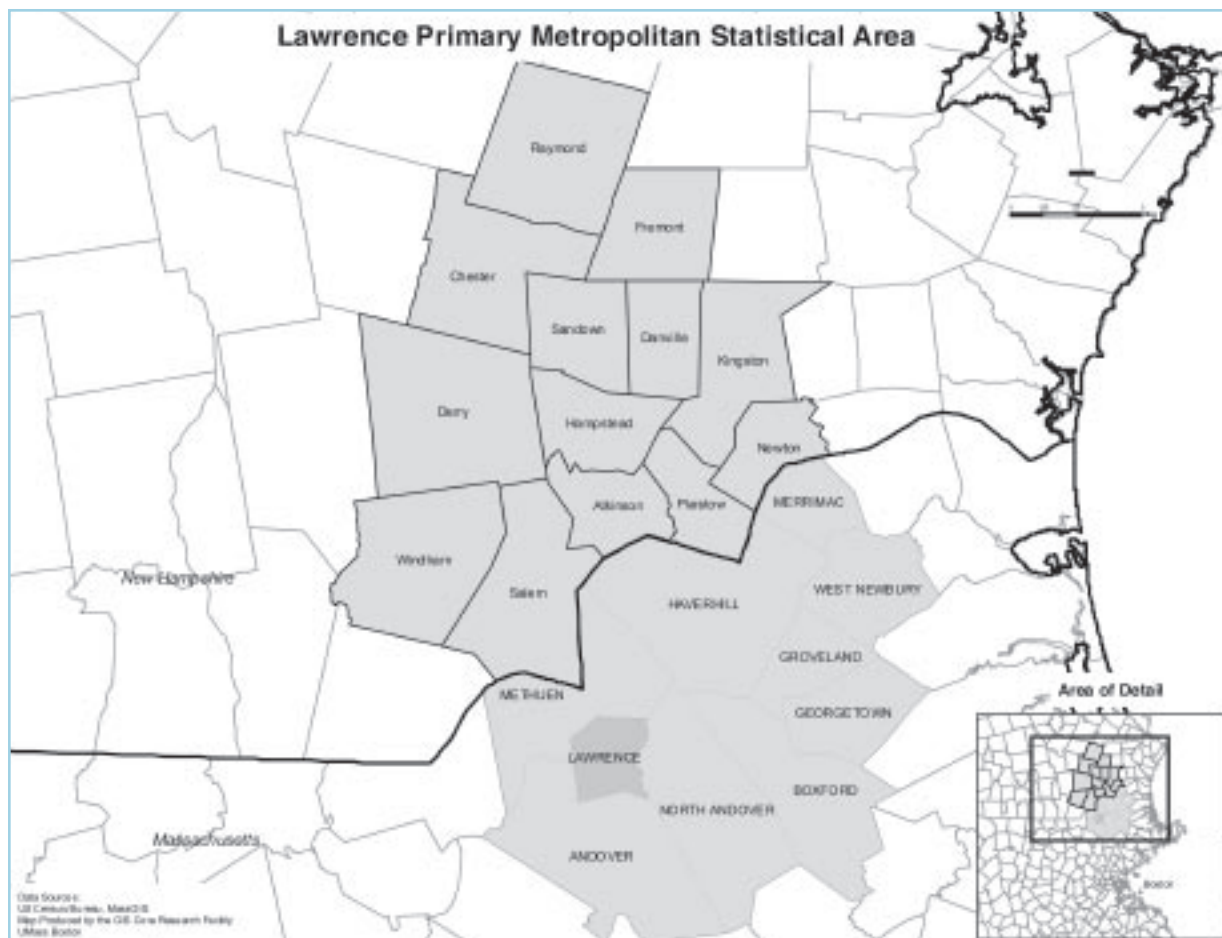 Lawrence Primary Metropolitan Statistical Area
Raymond
Fremont
Chester
Sandown
Danville
Kingston
Derry
Hampstead
Newton
Atkinson
Plaistow
MERRIMAC
Windham
New Hampshire
Salem
HAVERHILL
WEST NEWBURY
GROVELAND
METHUEN
GEORGETOWN
Area of Detail
LAWRENCE
BOXFORD
NORTH ANDOVER
Massachusetts
ANDOVER
Boston
Data Sources:
US Census Bureau, MassGIS
Map Produced by the GIS Core Research Facility
UMass Boston